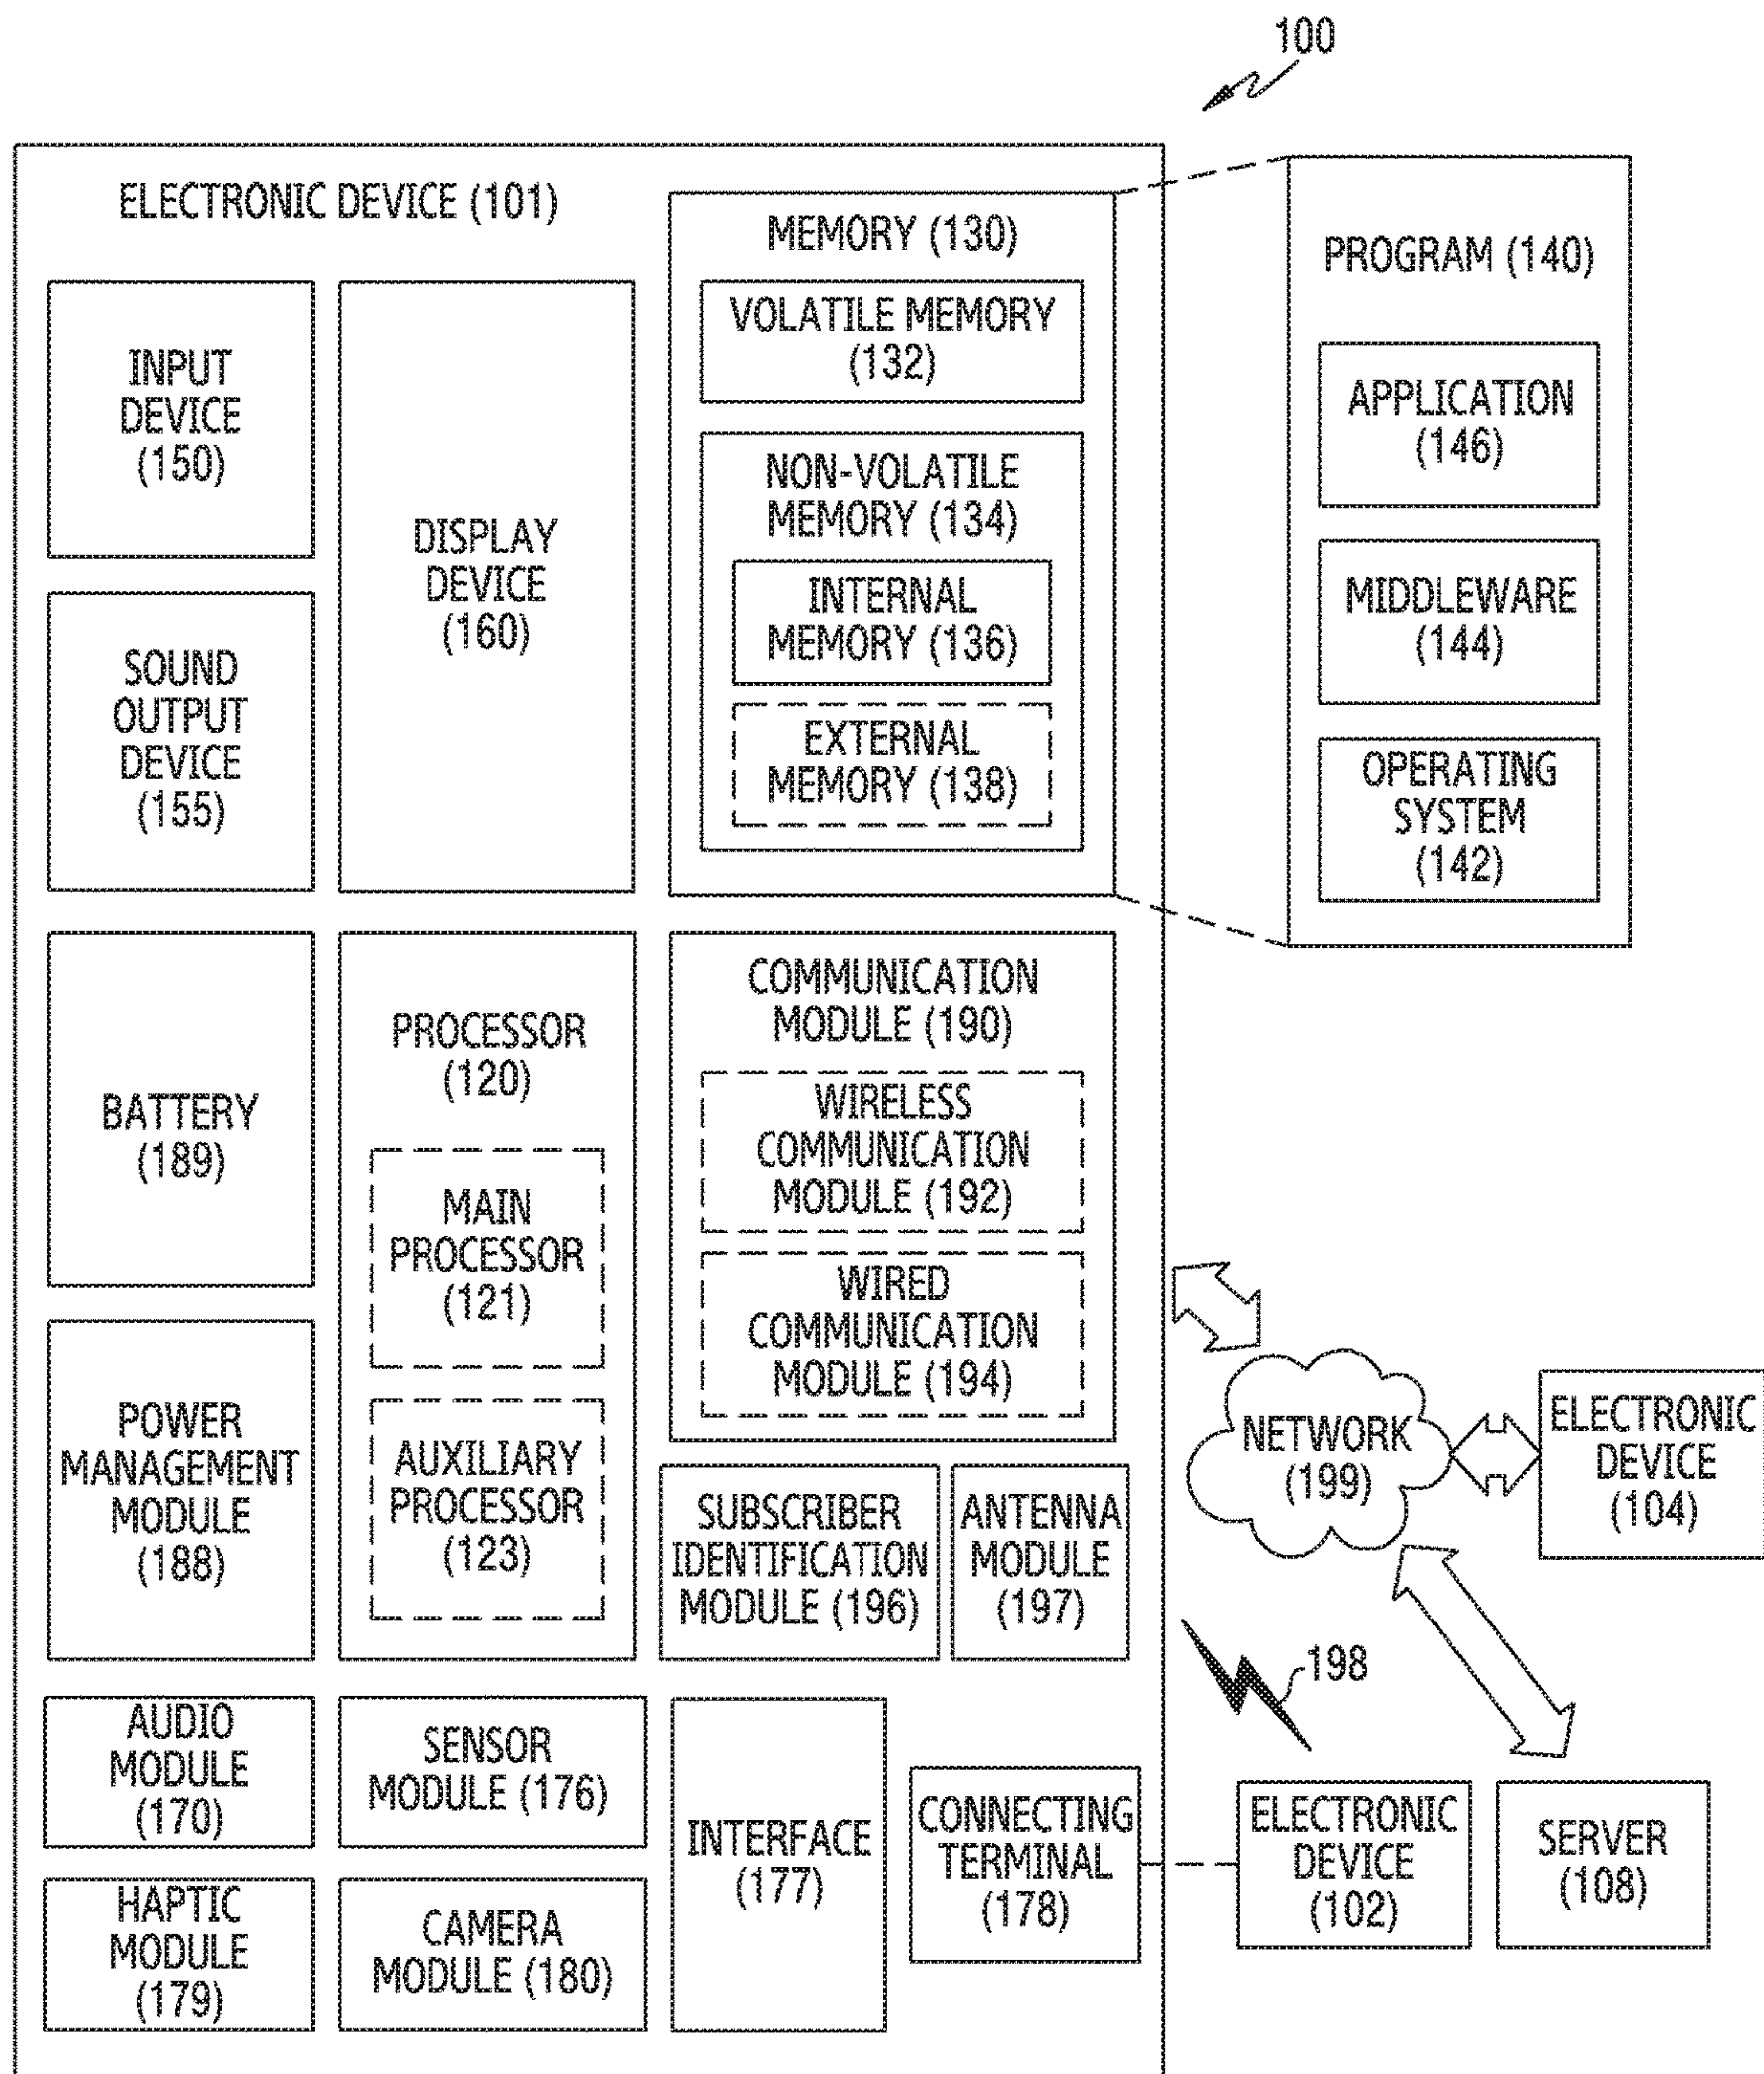 100
ELECTRONIC DEVICE (101)
INPUT
DEVICE
(150)
SOUND
OUTPUT
DEVICE
(155)
DISPLAY
DEVICE
(160)
MEMORY (130)
VOLATILE MEMORY
(132)
NON-VOLATILE
MEMORY (134)
INTERNAL
MEMORY (136)
EXTERNAL
MEMORY (138)
PROGRAM (140)
APPLICATION
(146)
MIDDLEWARE
(144)
OPERATING
SYSTEM
(142)
BATTERY
(189)
POWER
MANAGEMENT
MODULE
(188)
PROCESSOR
(120)
MAIN
PROCESSOR
(121)
AUXILIARY
PROCESSOR
(123)
COMMUNICATION
MODULE (190)
WIRELESS
COMMUNICATION
MODULE (192)
WIRED
COMMUNICATION
MODULE (194)
SUBSCRIBER
IDENTIFICATION
MODULE (196)
ANTENNA
MODULE
(197)
NETWORK
(199)
ELECTRONIC
DEVICE
(104)
198
AUDIO
MODULE
(170)
SENSOR
MODULE (176)
HAPTIC
MODULE
(179)
CAMERA
MODULE (180)
INTERFACE
(177)
CONNECTING
TERMINAL
(178)
ELECTRONIC
DEVICE
(102)
SERVER
(108)